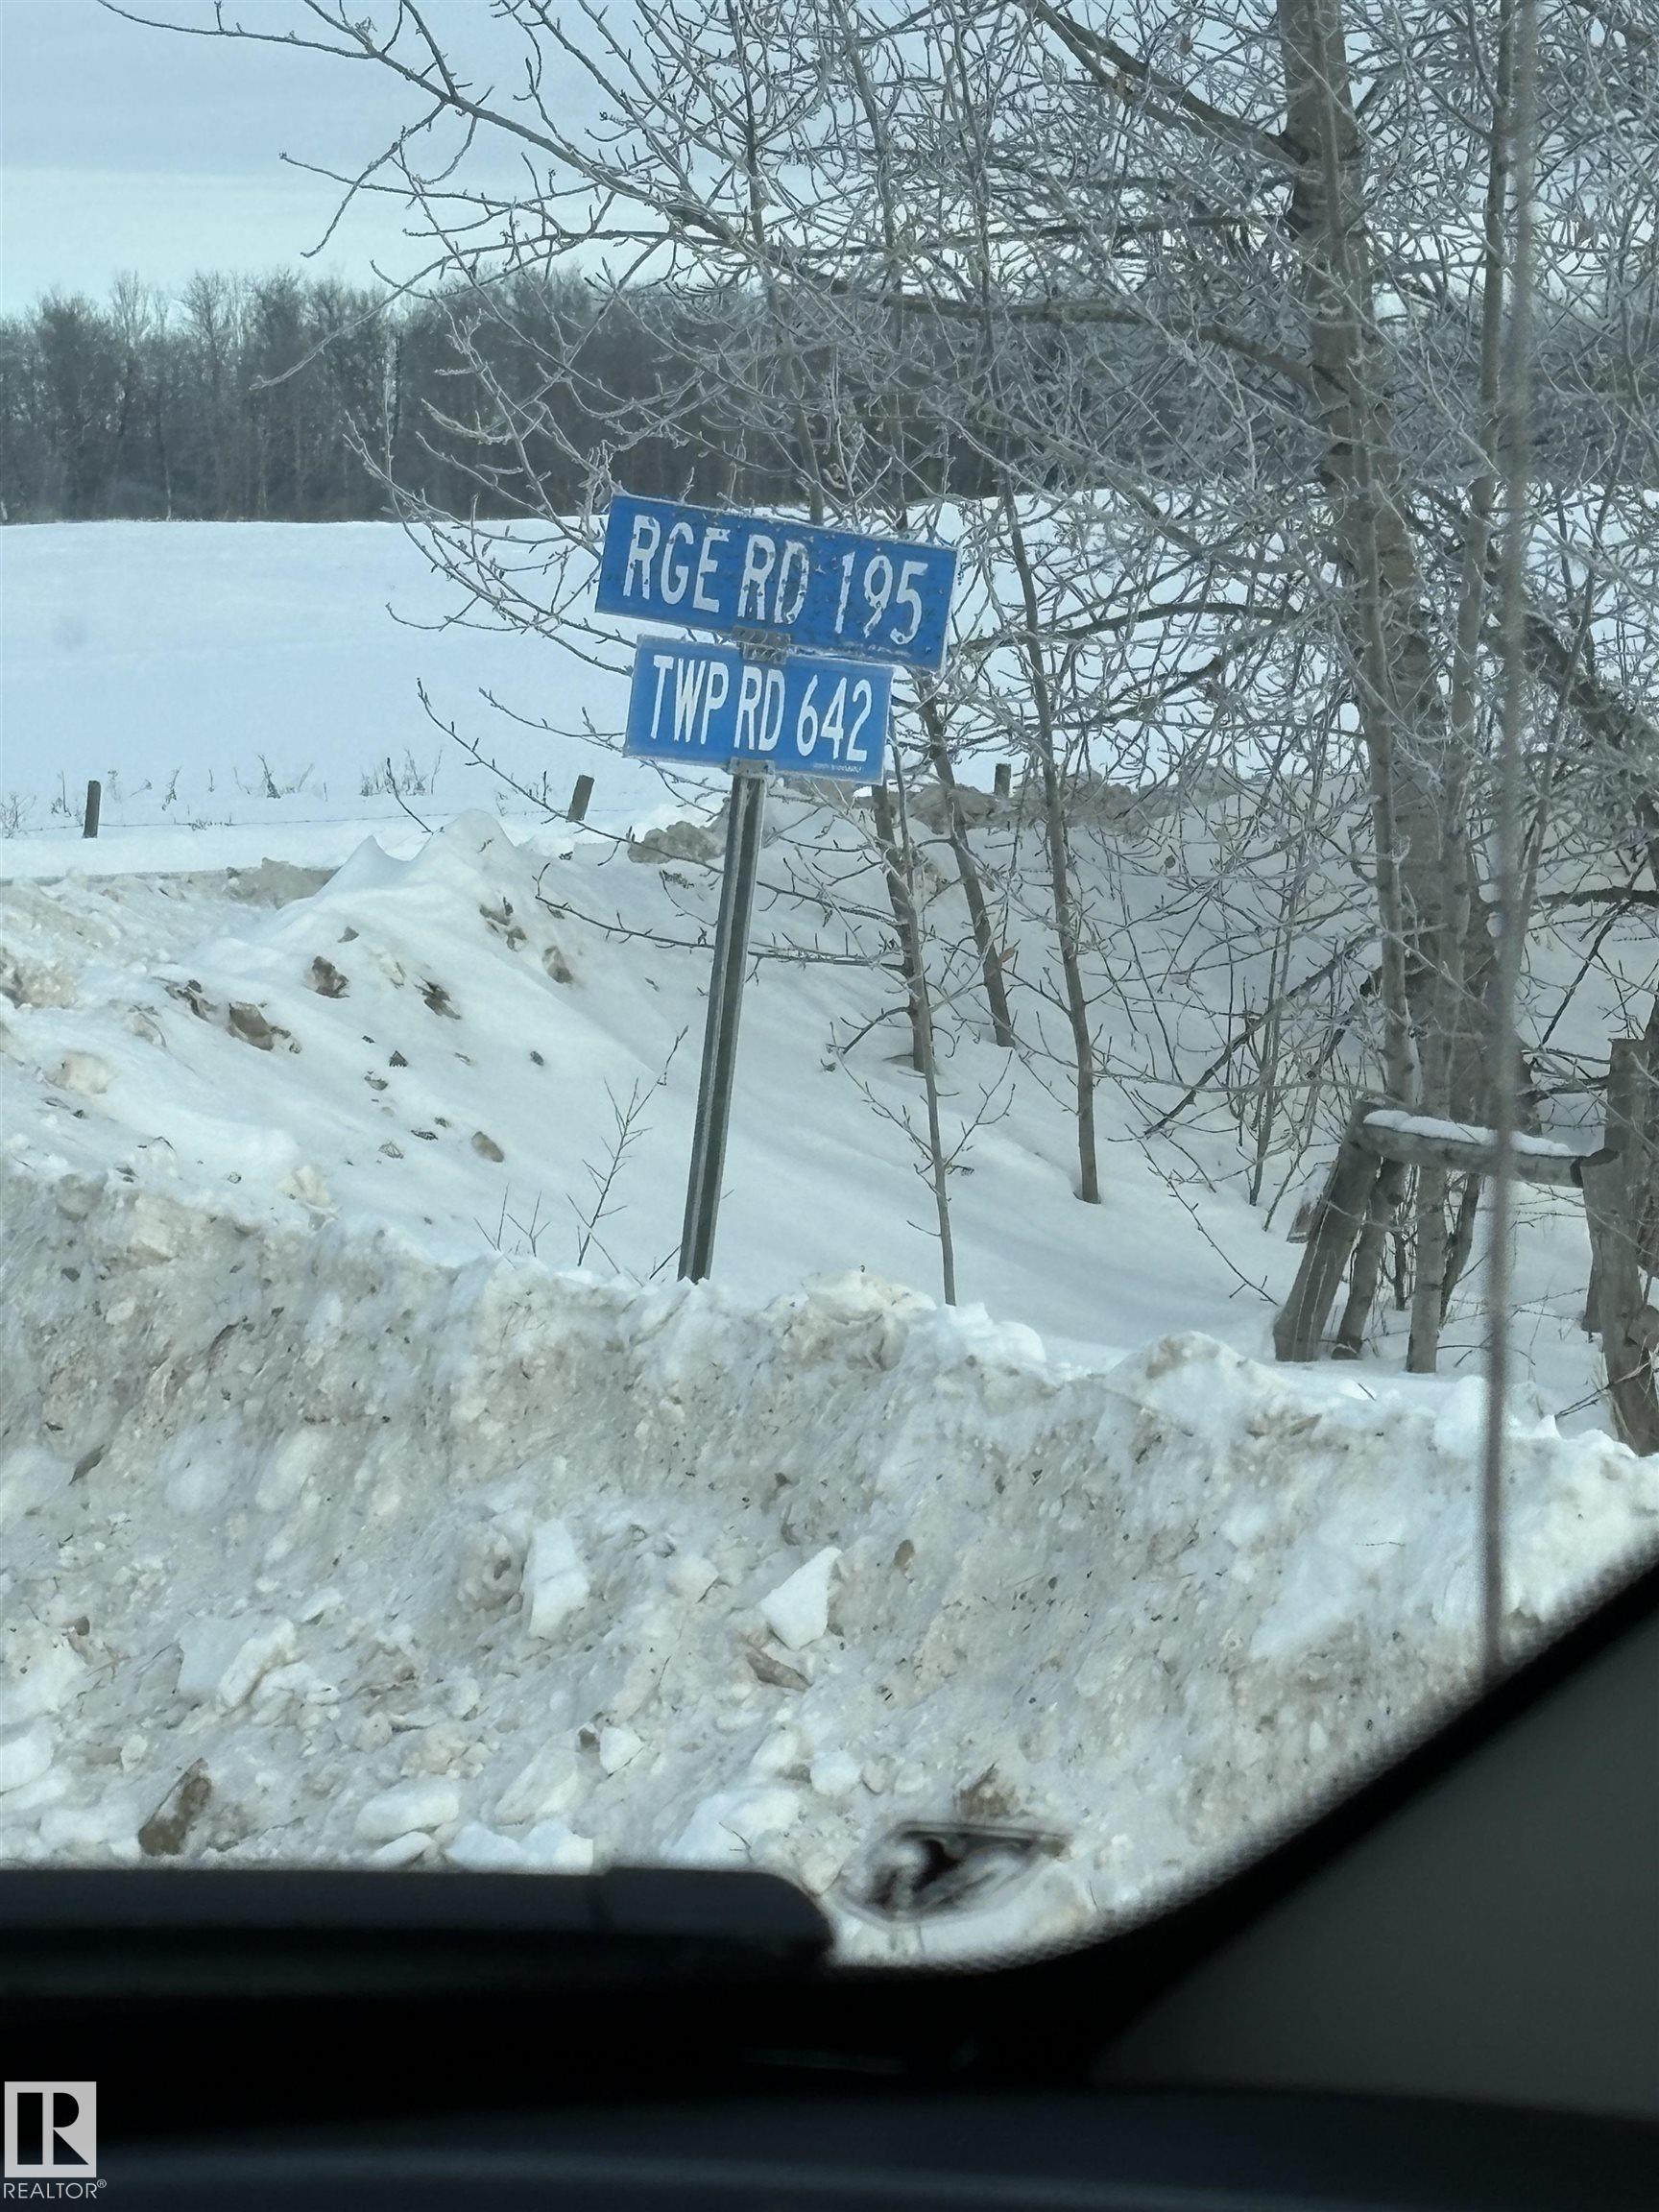 RGE RD 195
TWP RD 642
REALTOR®